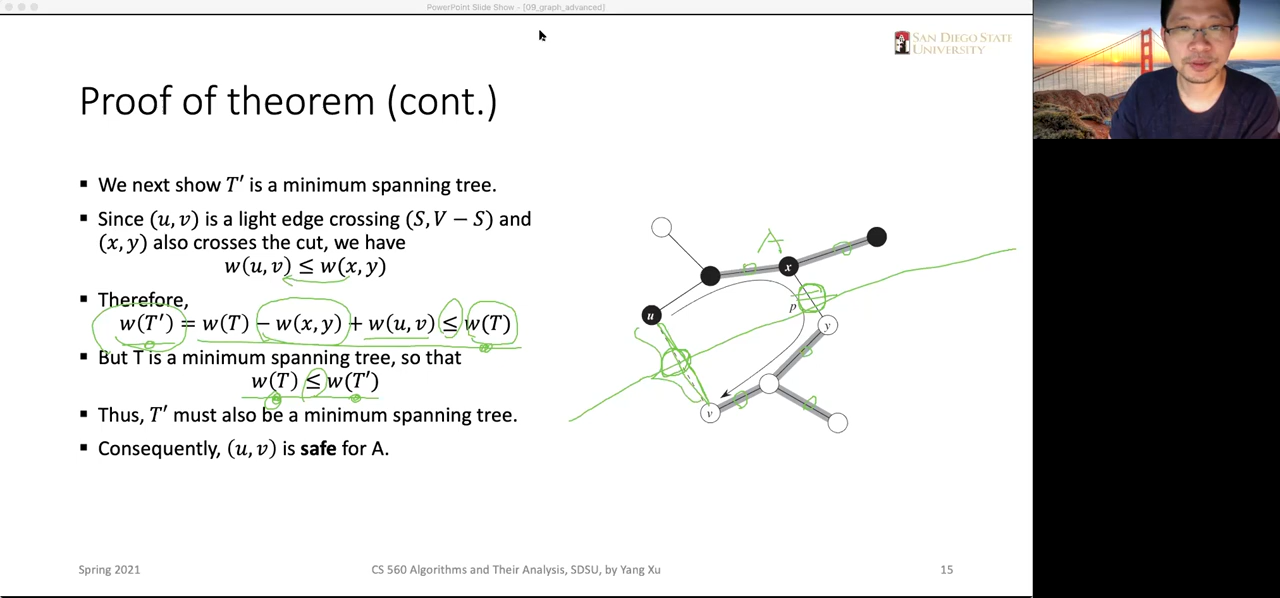 PowerPoint Slide Show - [09_graph_advanced]
SAN DIEGO STATE
UNIVERSITY
Proof of theorem (cont.)
▪ We next show T′ is a minimum spanning tree.
▪ Since (u, v) is a light edge crossing (S, V − S) and
(x, y) also crosses the cut, we have
w(u, v) ≤ w(x, y)
▪ Therefore,
w(T′) = w(T) − w(x, y) + w(u, v) ≤ w(T)
▪ But T is a minimum spanning tree, so that
w(T) ≤ w(T′)
▪ Thus, T′ must also be a minimum spanning tree.
▪ Consequently, (u, v) is safe for A.
A
x
p
u
y
v
Spring 2021
CS 560 Algorithms and Their Analysis, SDSU, by Yang Xu
15